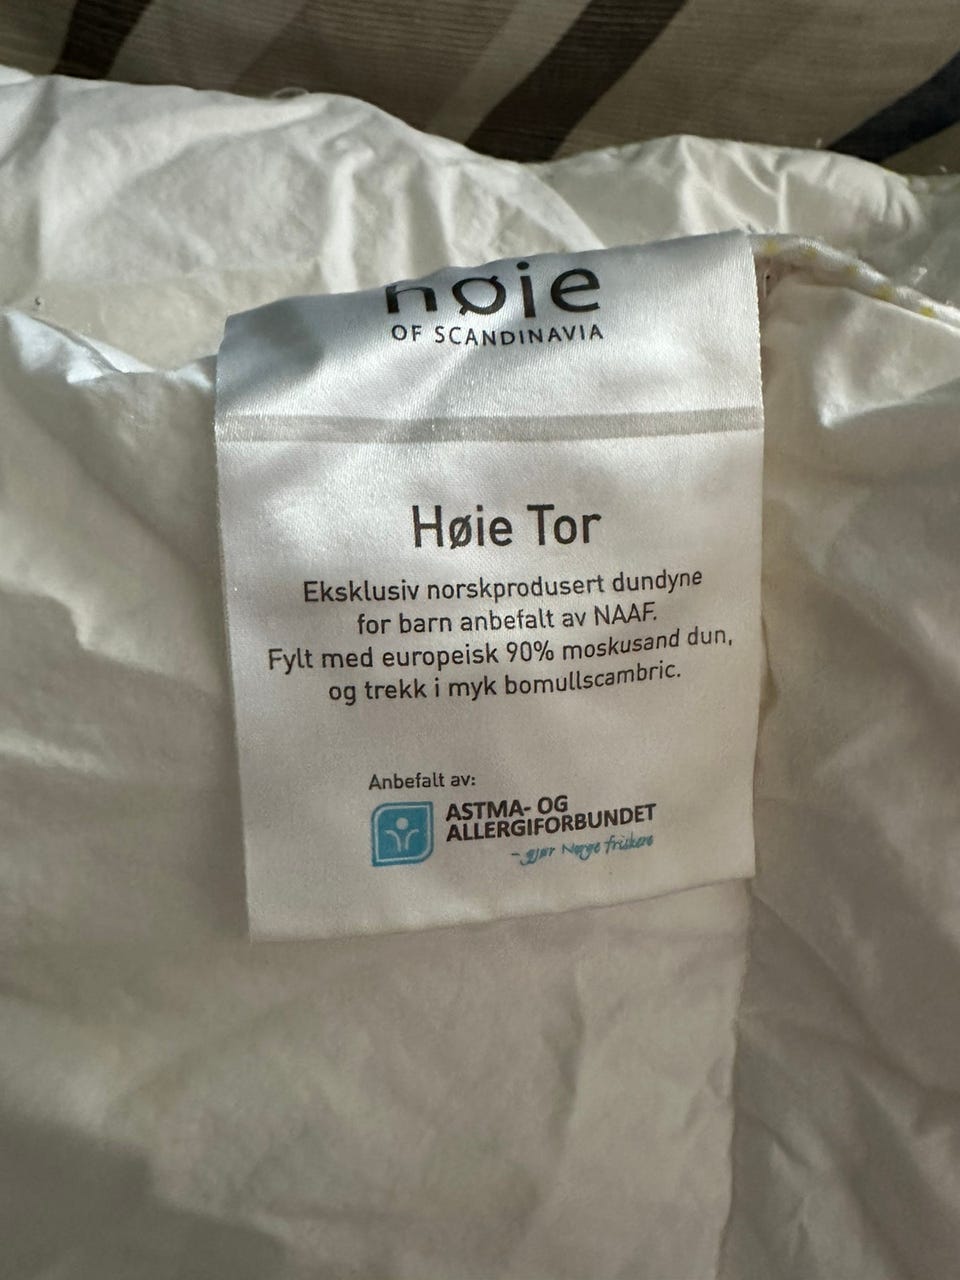 høie
OF SCANDINAVIA
Høie Tor
Eksklusiv norskprodusert dundyne
for barn anbefalt av NAAF.
Fylt med europeisk 90% moskusand dun,
og trekk i myk bomullscambric.
Anbefalt av:
ASTMA- OG
ALLERGIFORBUNDET
- gjør Norge friskere